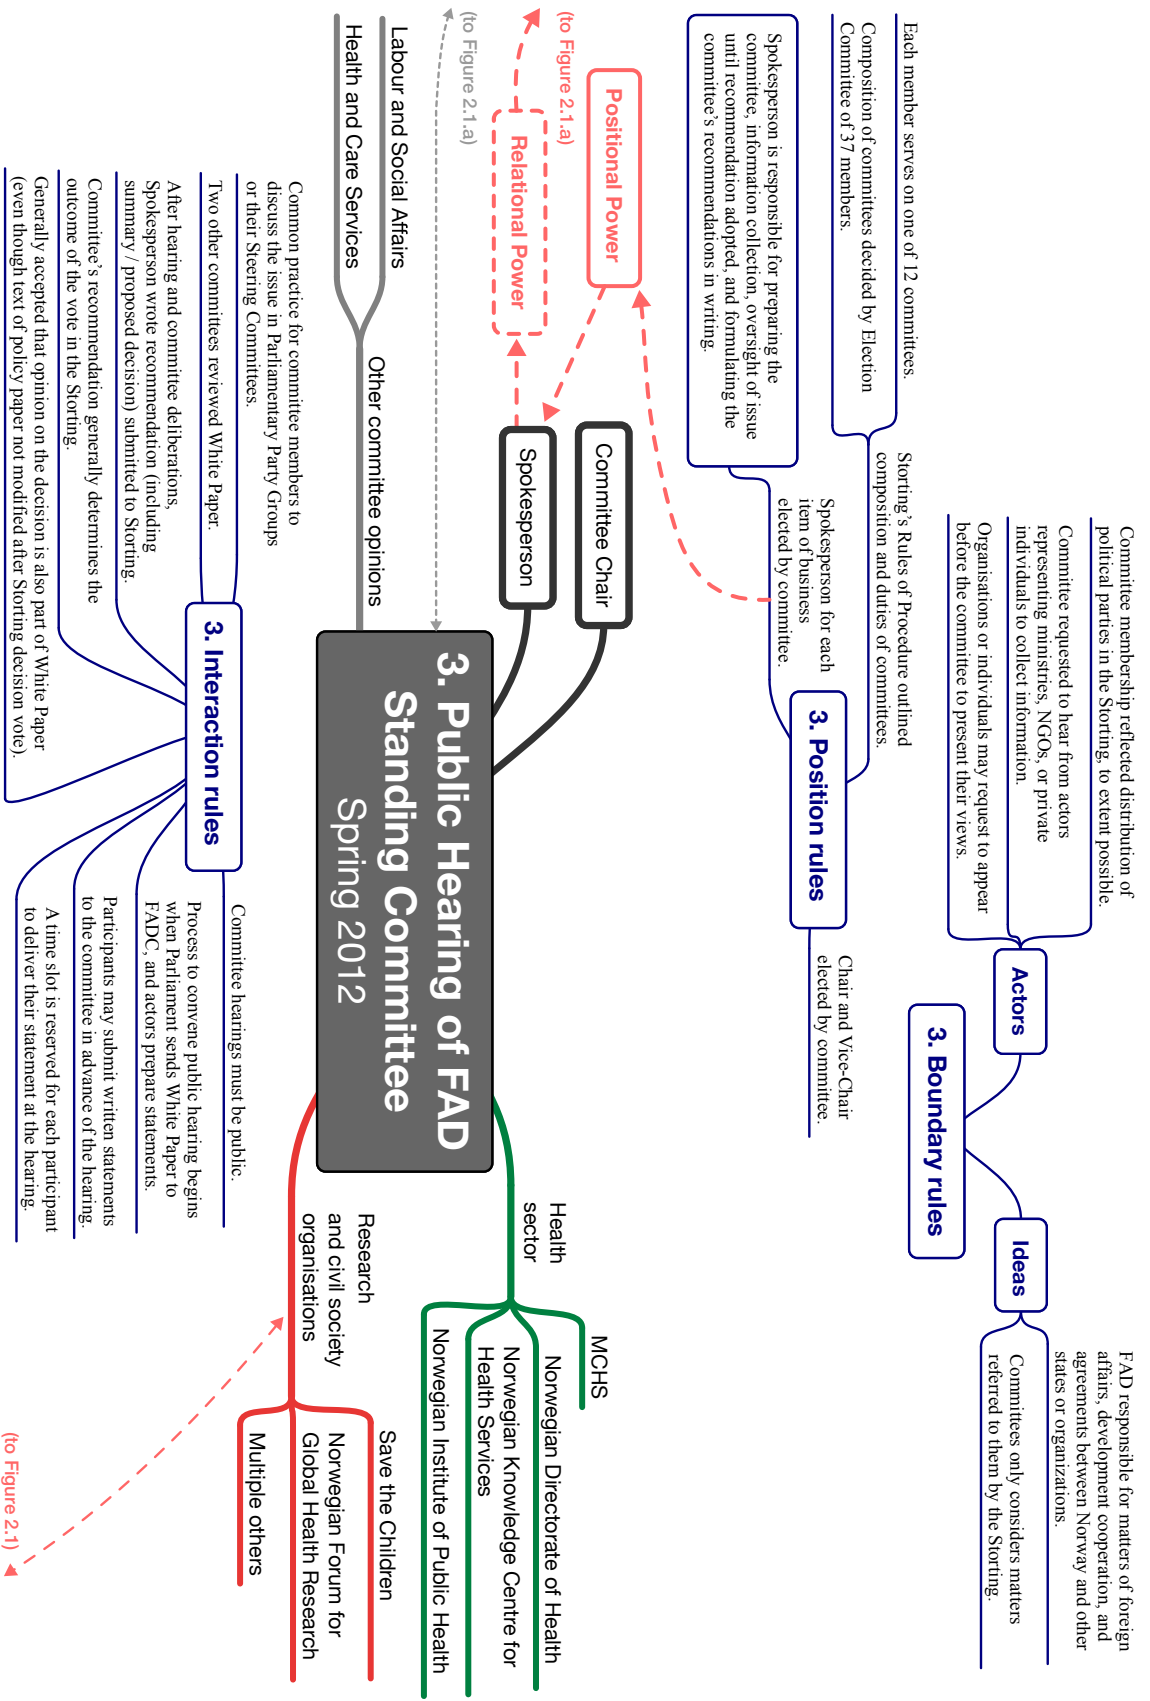 Committee membership reflected distribution of
political parties in the Storting, to extent possible.
Committee requested to hear from actors
representing ministries, NGOs, or private
individuals to collect information.
Organisations or individuals may request to appear
before the committee to present their views.
Actors
3. Boundary rules
Ideas
FAD responsible for matters of foreign
affairs, development cooperation, and
agreements between Norway and other
states or organizations.
Committees only considers matters
referred to them by the Storting.
Each member serves on one of 12 committees.
Composition of committees decided by Election
Committee of 37 members.
Storting's Rules of Procedure outlined
composition and duties of committees.
Spokesperson is responsible for preparing the
committee, information collection, oversight of issue
until recommendation adopted, and formulating the
committee's recommendations in writing.
Spokesperson for each
item of business
elected by committee.
3. Position rules
Chair and Vice-Chair
elected by committee.
Positional Power
(to Figure 2.1.a)
Relational Power
(to Figure 2.1.a)
Committee Chair
Spokesperson
Labour and Social Affairs
Health and Care Services
Other committee opinions
3. Public Hearing of FAD
Standing Committee
Spring 2012
Health
sector
MCHS
Norwegian Directorate of Health
Norwegian Knowledge Centre for
Health Services
Norwegian Institute of Public Health
Research
and civil society
organisations
Save the Children
Norwegian Forum for
Global Health Research
Multiple others
(to Figure 2.1)
Common practice for committee members to
discuss the issue in Parliamentary Party Groups
or their Steering Committees.
Two other committees reviewed White Paper.
After hearing and committee deliberations,
Spokesperson wrote recommendation (including
summary / proposed decision) submitted to Storting.
Committee's recommendation generally determines the
outcome of the vote in the Storting.
Generally accepted that opinion on the decision is also part of White Paper
(even though text of policy paper not modified after Storting decision vote).
3. Interaction rules
Committee hearings must be public.
Process to convene public hearing begins
when Parliament sends White Paper to
FADC, and actors prepare statements.
Participants may submit written statements
to the committee in advance of the hearing.
A time slot is reserved for each participant
to deliver their statement at the hearing.